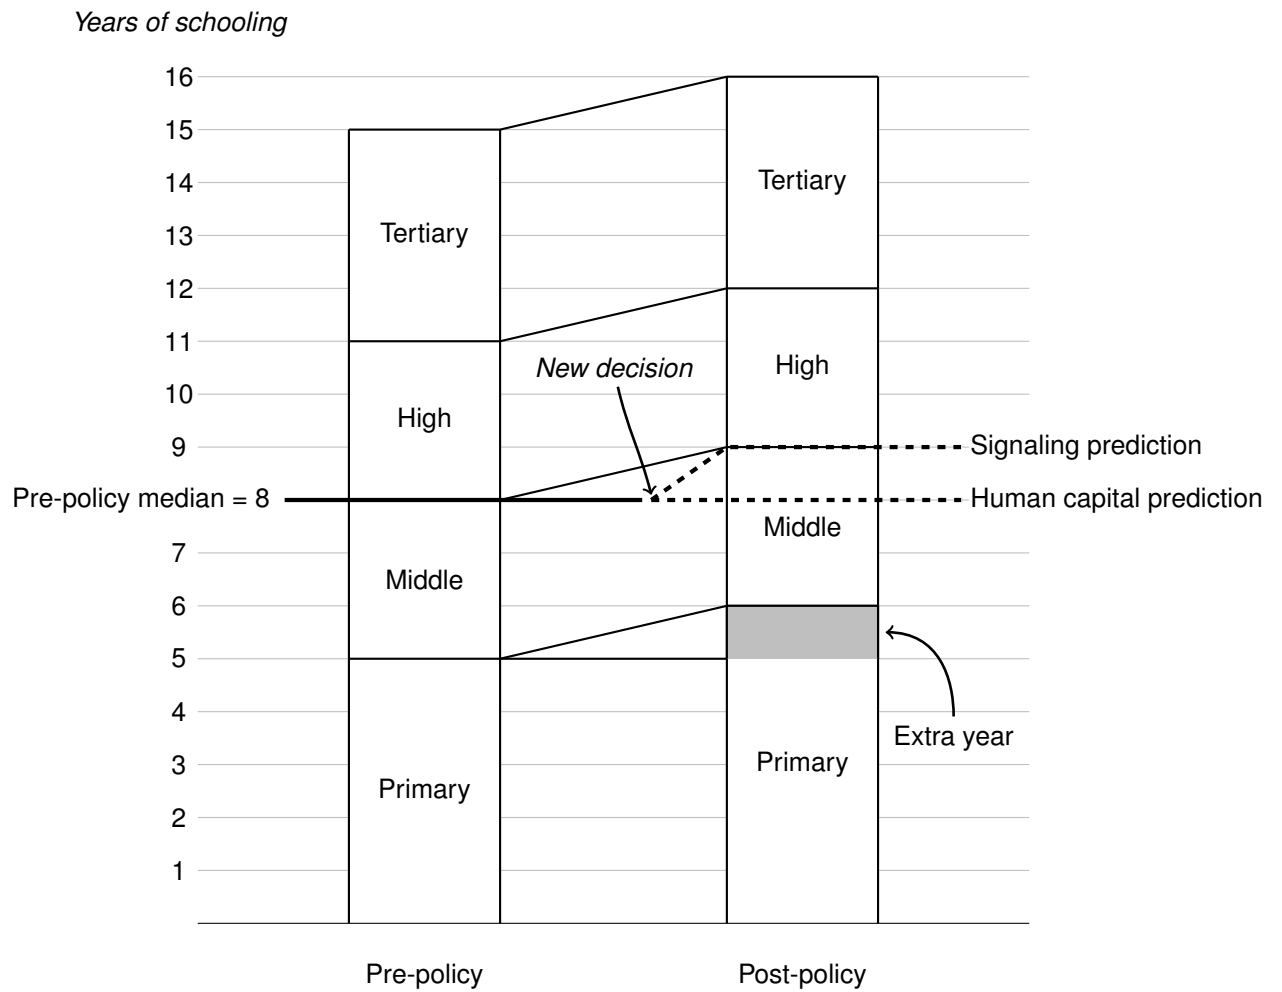 Years of schooling
16
15
14
Tertiary
13
Tertiary
12
11
New decision
High
10
High
9
Signaling prediction
Pre-policy median = 8
Human capital prediction
Middle
7
Middle
6
5
4
Extra year
3
Primary
Primary
2
1
Pre-policy
Post-policy